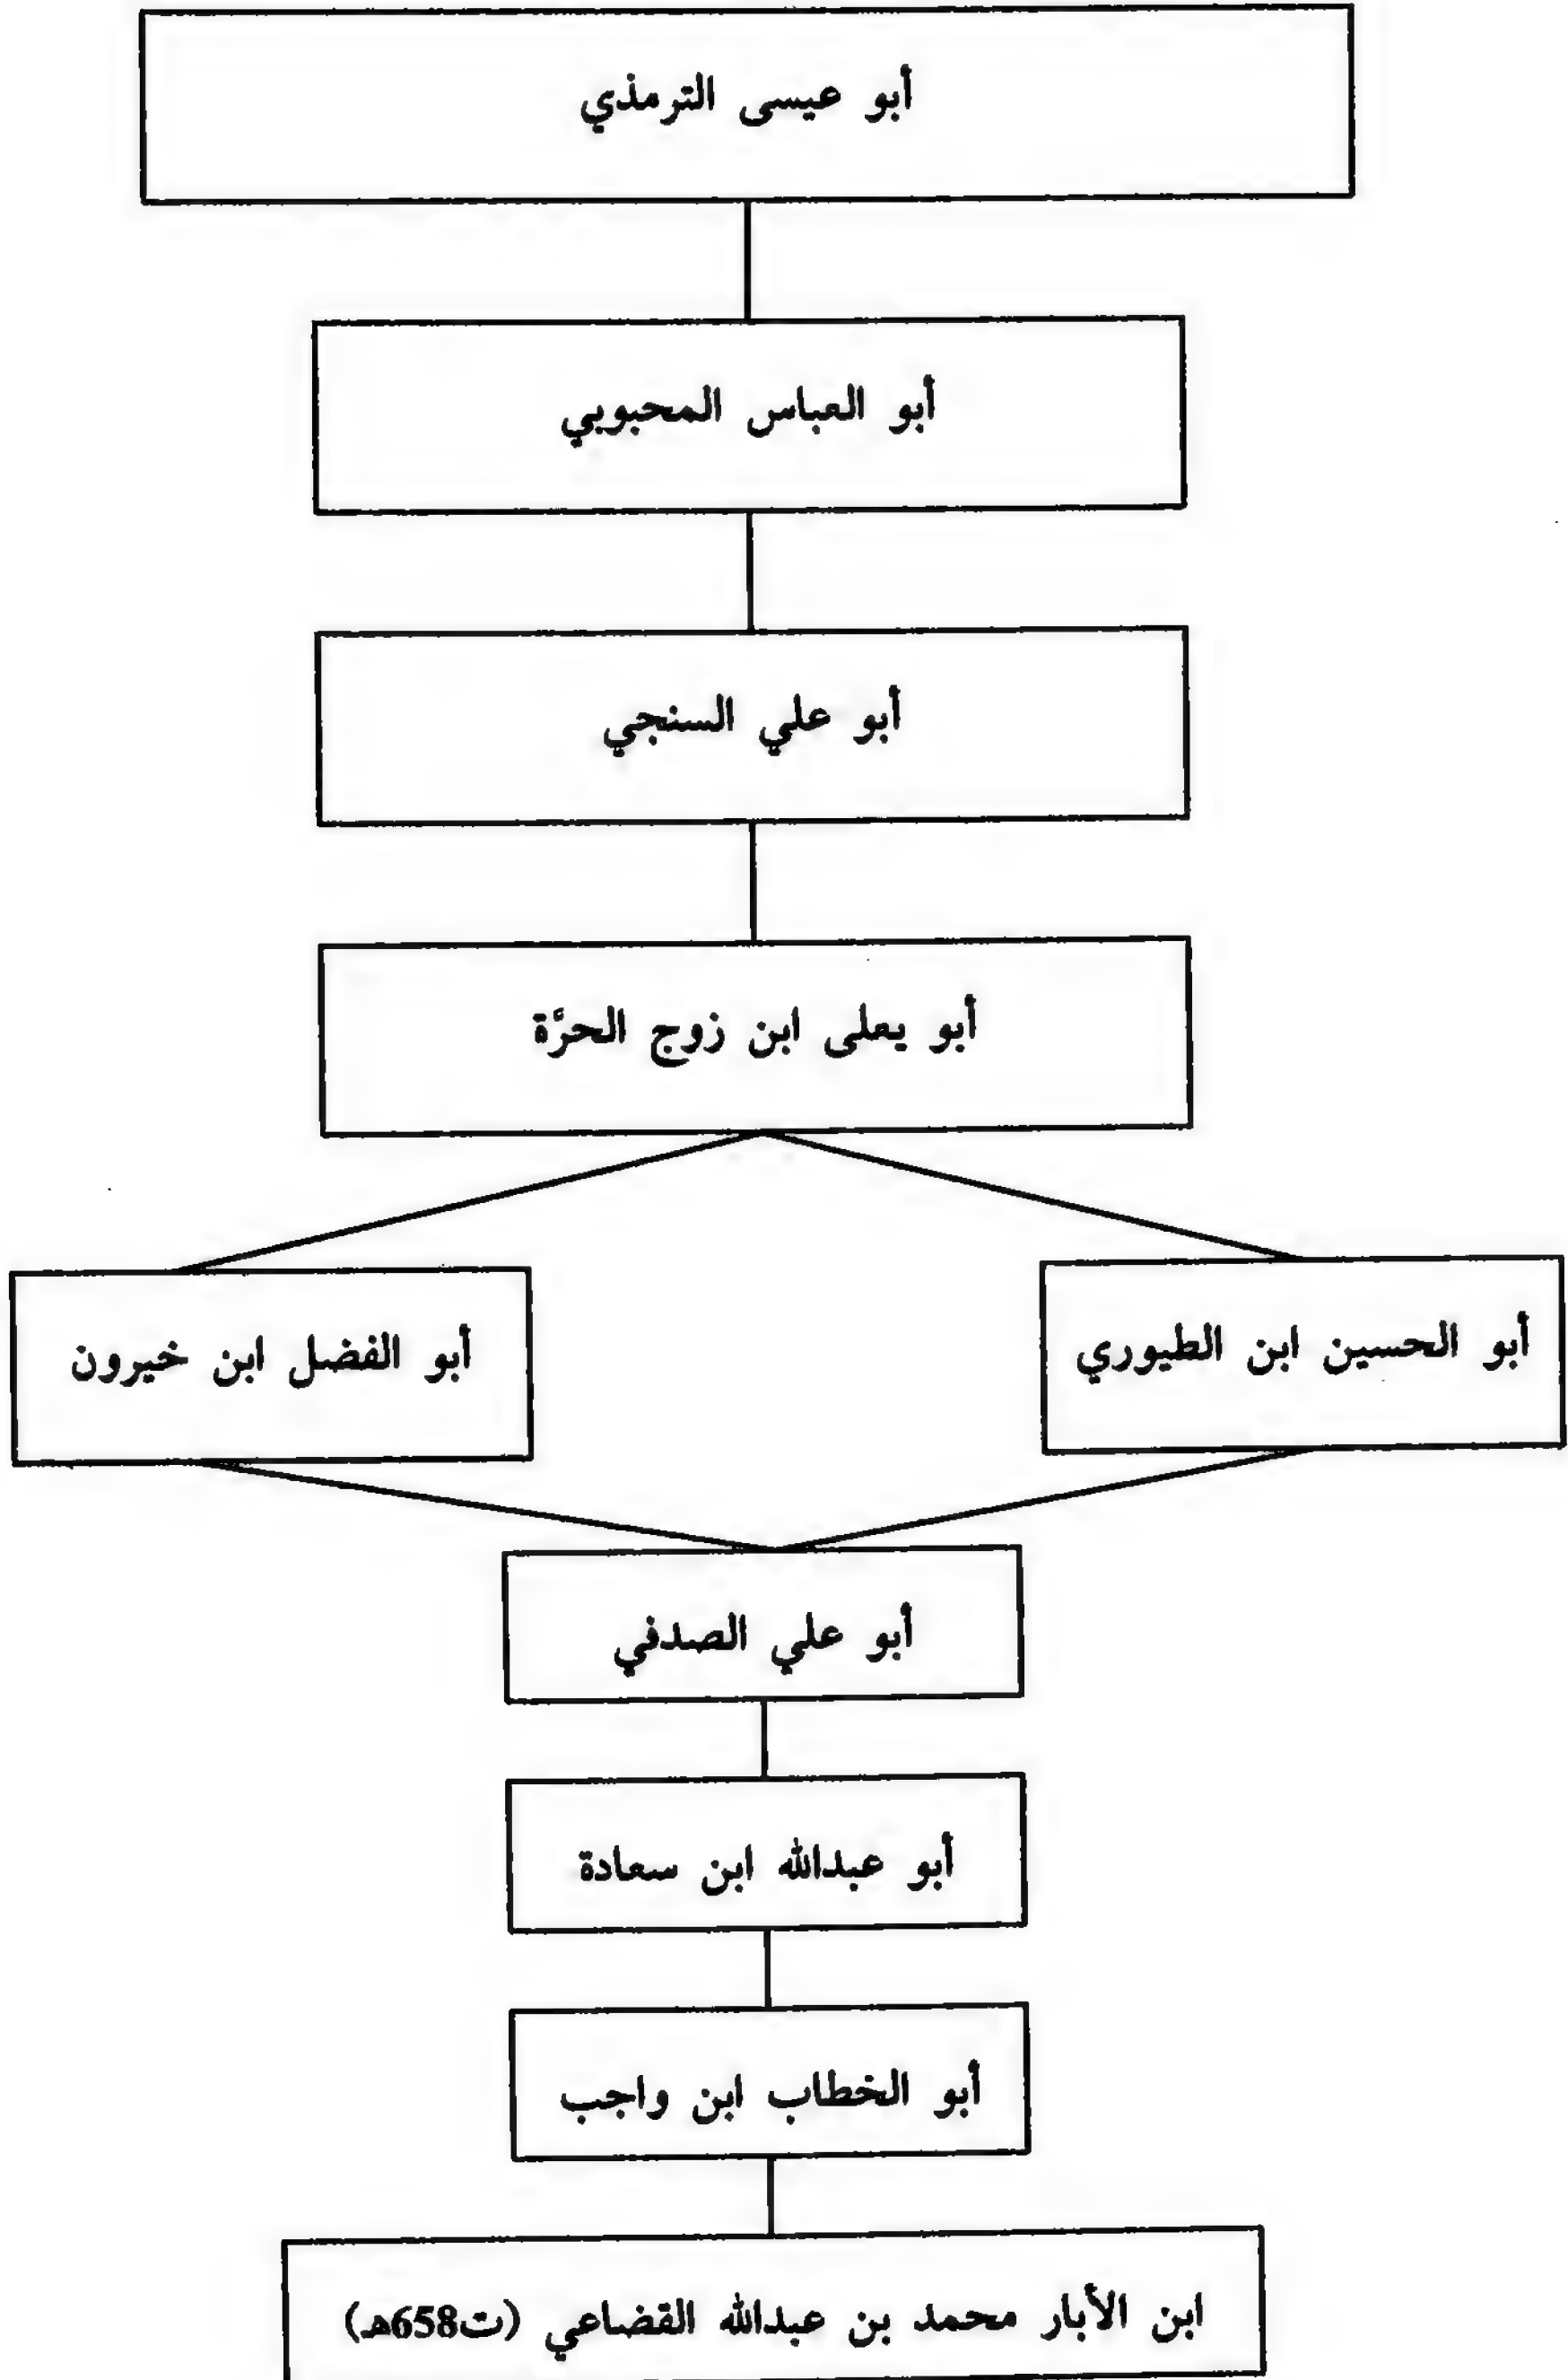 أبو عيسى الترمذي
أبو العباس المحبوبي
أبو علي السنجي
أبو يعلى ابن زوج الحرَّة
أبو الحسين ابن الطيوري
أبو الفضل ابن خيرون
أبو علي الصدفي
أبو عبدالله ابن سعادة
أبو الخطاب ابن واجب
ابن الأبار محمد بن عبدالله القضاعي (ت658هـ)